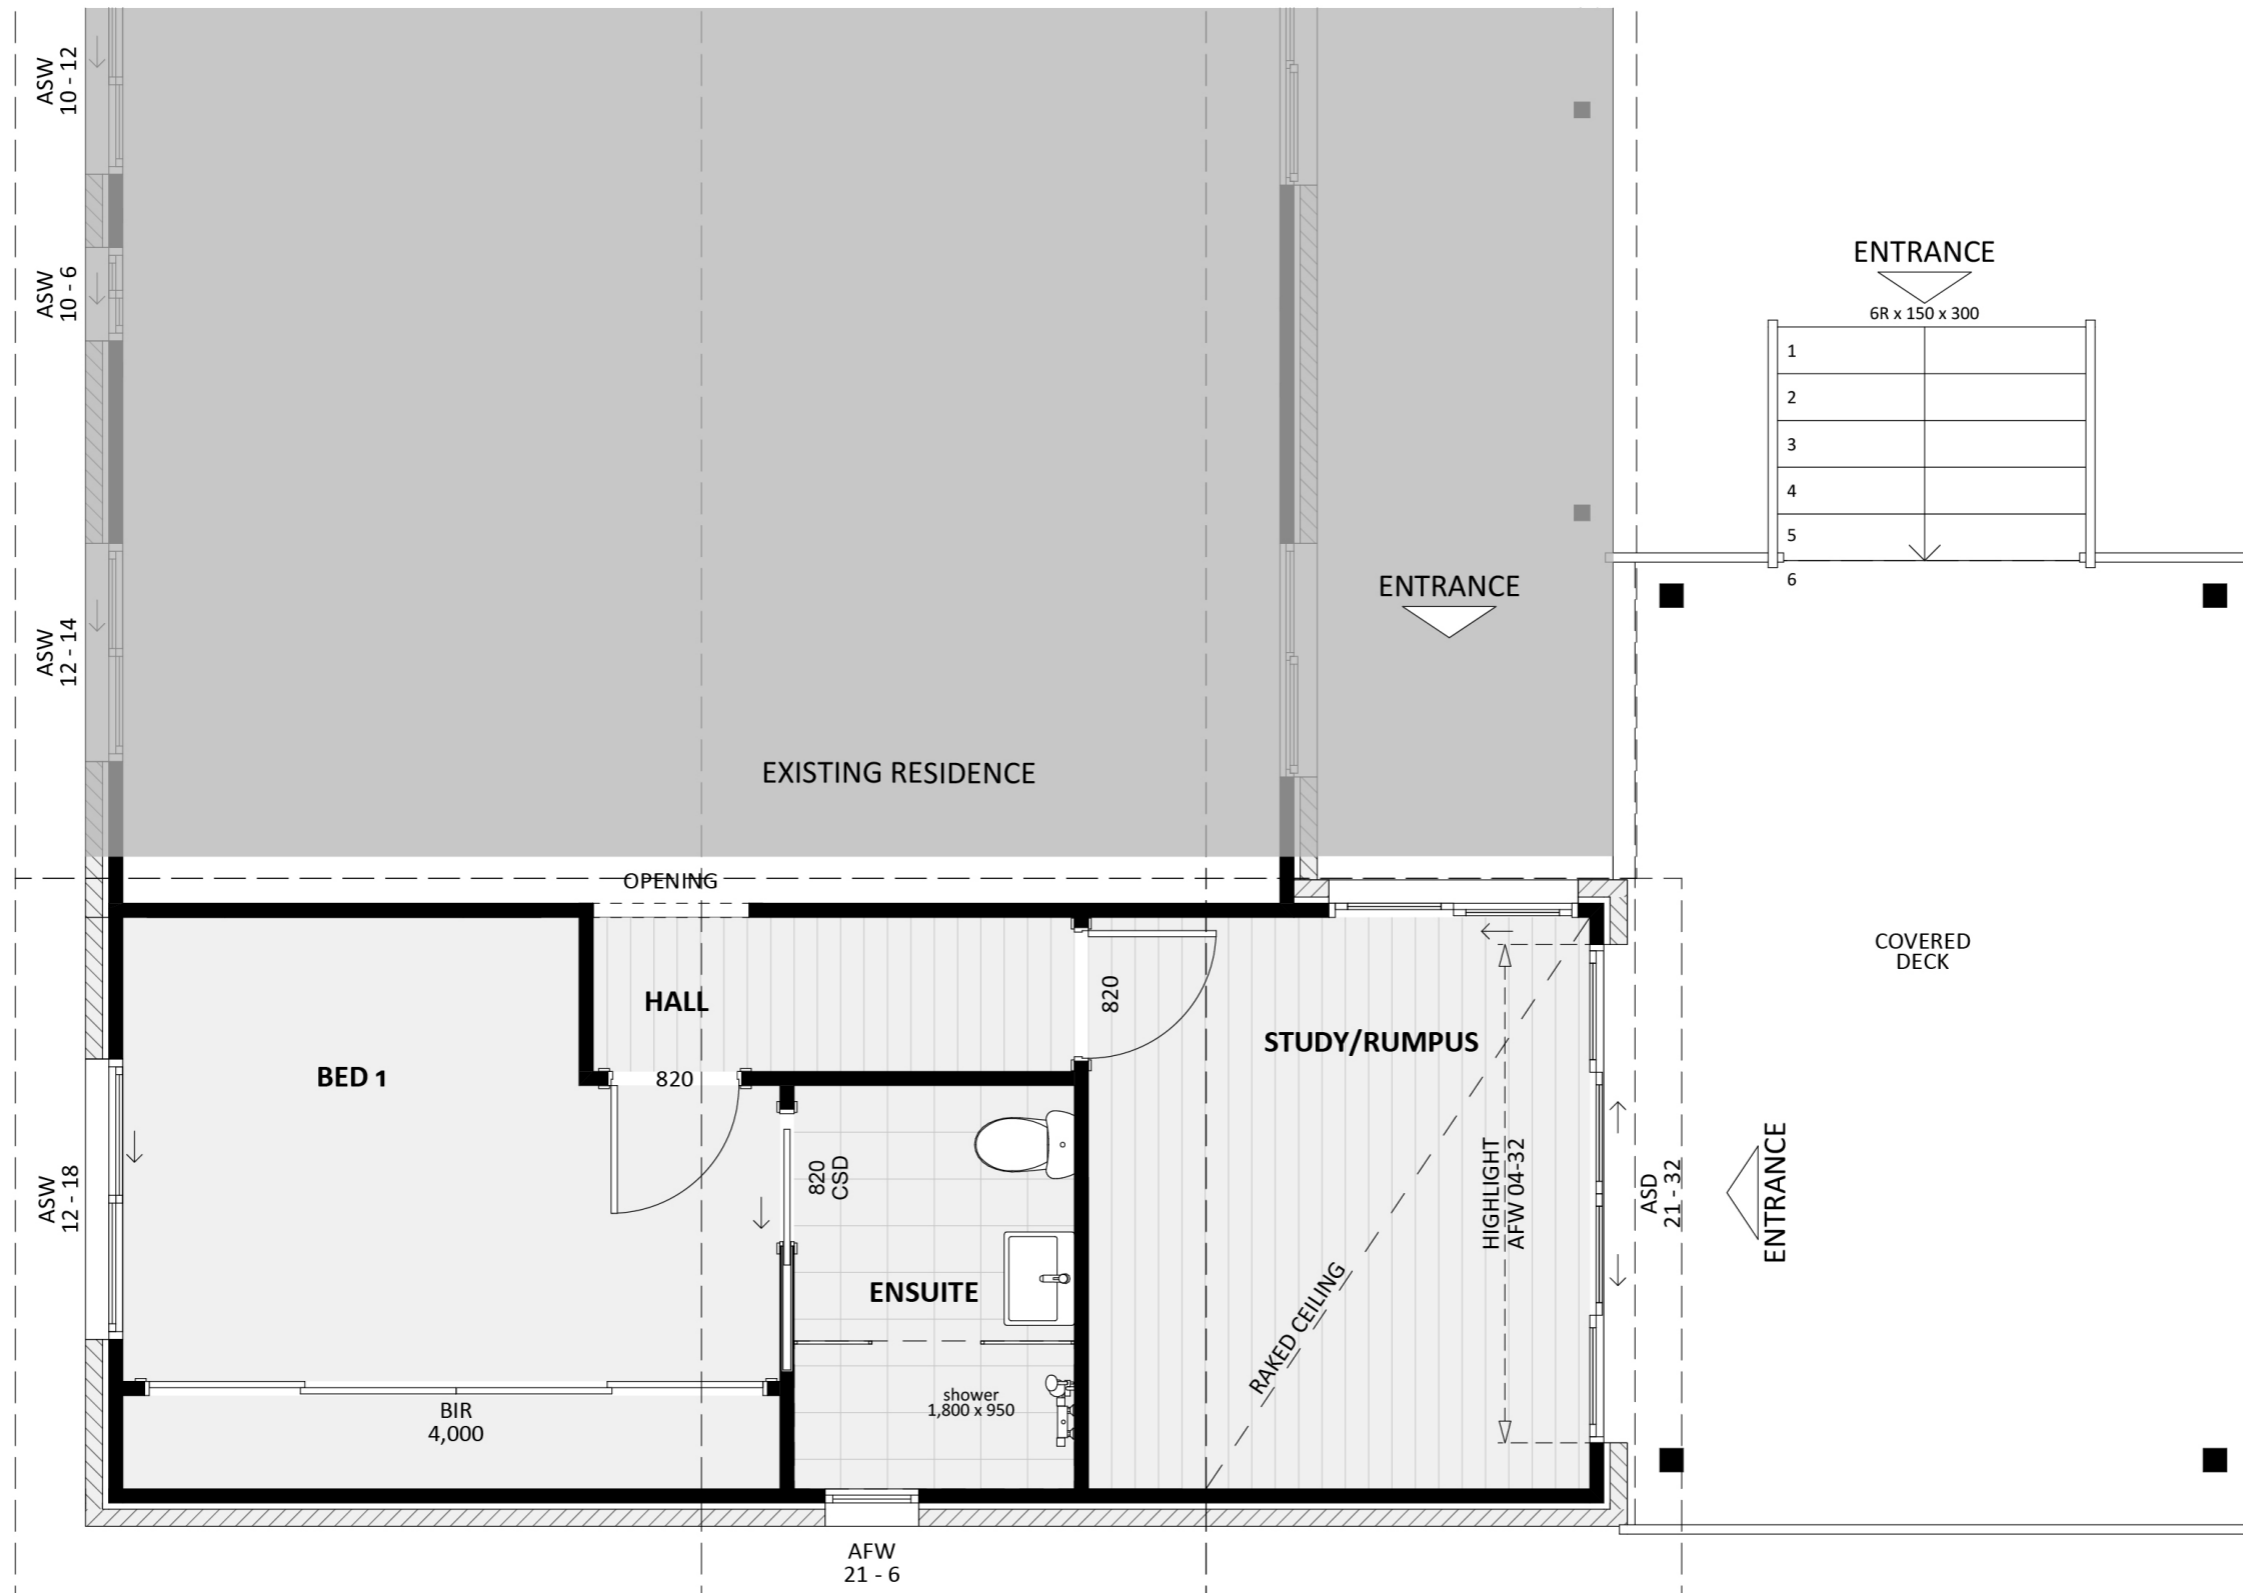 ASW
10 - 12
ASW
10 - 6
ENTRANCE
6R x 150 x 300
1
2
3
4
5
6
ENTRANCE
ASW
12 - 14
EXISTING RESIDENCE
OPENING
COVERED
DECK
HALL
820
STUDY/RUMPUS
BED 1
820
820
CSD
HIGHLIGHT
AFW 04-32
ASD
21 - 32
ENTRANCE
ASW
12 - 18
ENSUITE
RAKED CEILING
shower
1,800 x 950
BIR
4,000
AFW
21 - 6